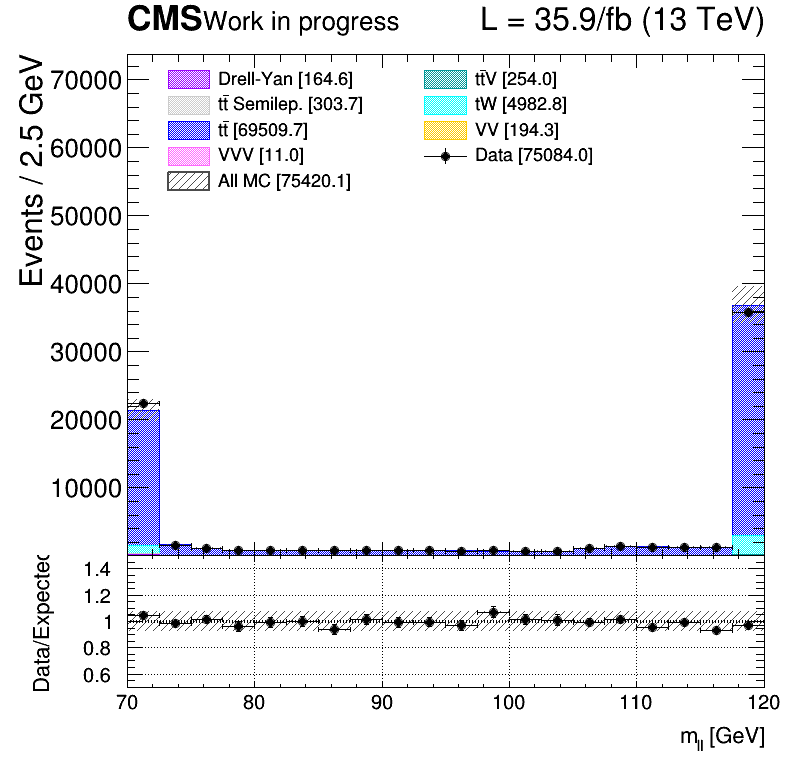 CMS Work in progress L = 35.9/fb (13 TeV)
Events / 2.5 GeV
70000
60000
50000
40000
30000
20000
10000
Drell-Yan [164.6]
tt̄ Semilep. [303.7]
tt̄ [69509.7]
VVV [11.0]
All MC [75420.1]
tt̄V [254.0]
tW [4982.8]
VV [194.3]
Data [75084.0]
Data/Expected
1.4
1.2
1
0.8
0.6
70 80 90 100 110 120
m_ll [GeV]